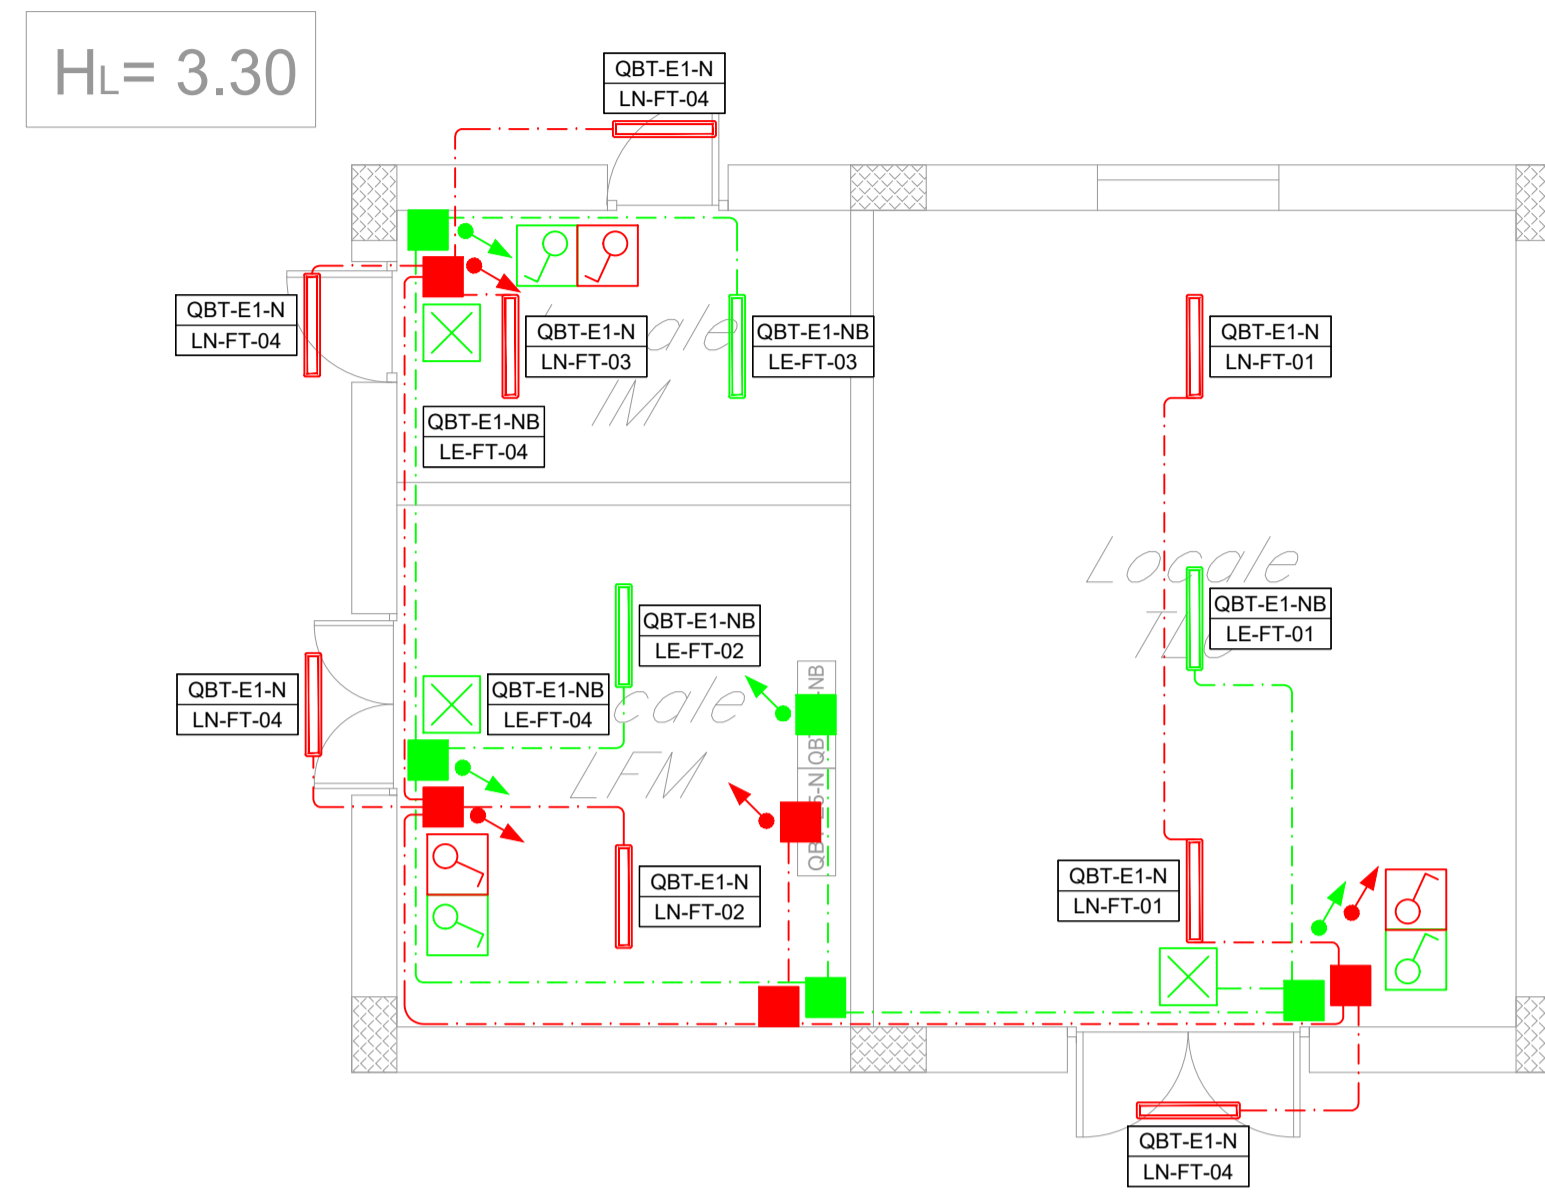 HL= 3.30
QBT-E1-N
LN-FT-04
QBT-E1-N
LN-FT-04
QBT-E1-N
LN-FT-03
QBT-E1-NB
LE-FT-03
QBT-E1-N
LN-FT-01
IM
QBT-E1-NB
LE-FT-04
Locale
QBT-E1-NB
LE-FT-01
QBT-E1-NB
LE-FT-02
QBT-E1-N
LN-FT-04
QBT-E1-NB
LE-FT-04
LFM
QBT-E1-N
LN-FT-02
QBT-E1-N
LN-FT-01
QBT-E1-N
LN-FT-04